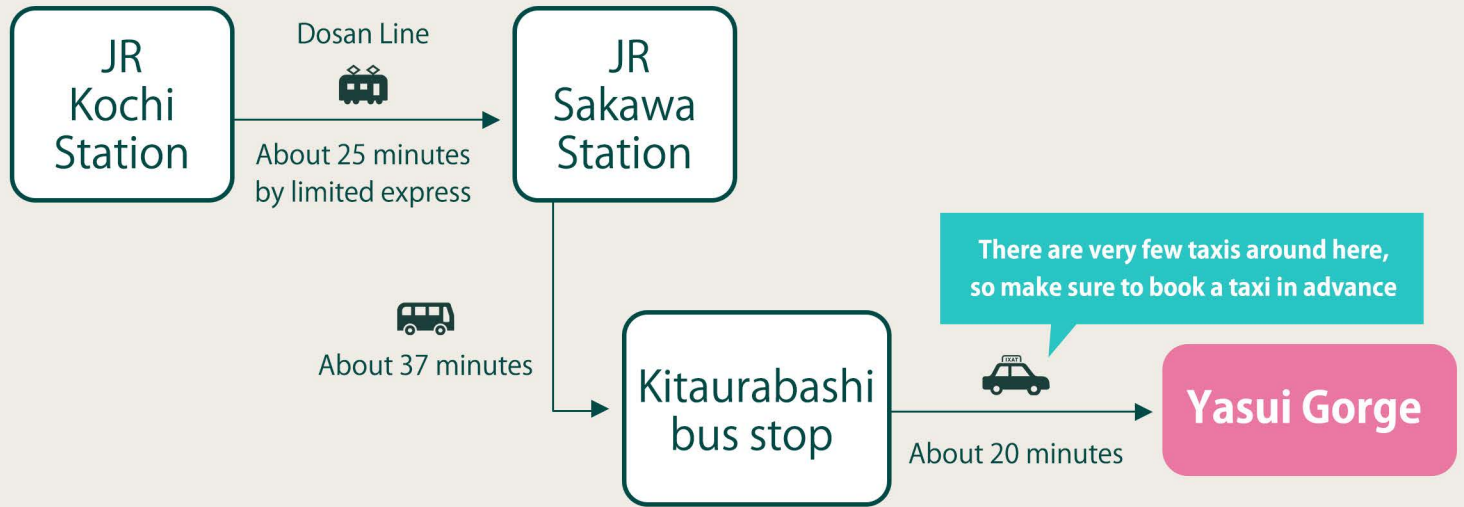 JR
Kochi
Station
Dosan Line
About 25 minutes
by limited express
JR
Sakawa
Station
About 37 minutes
Kitaurabashi
bus stop
There are very few taxis around here,
so make sure to book a taxi in advance
IXAT
About 20 minutes
Yasui Gorge